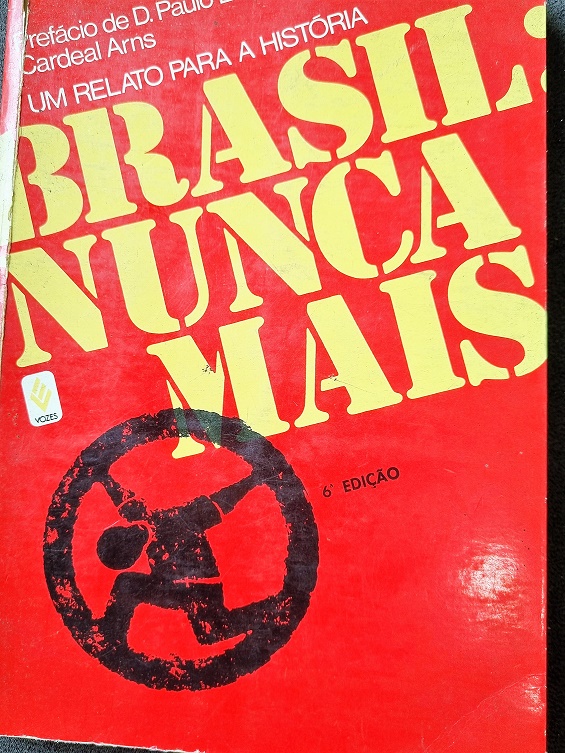 Prefácio de D. Paulo
Cardeal Arns
UM RELATO PARA A HISTÓRIA
BRASIL:
NUNCA
MAIS
VOZES
6ª EDIÇÃO